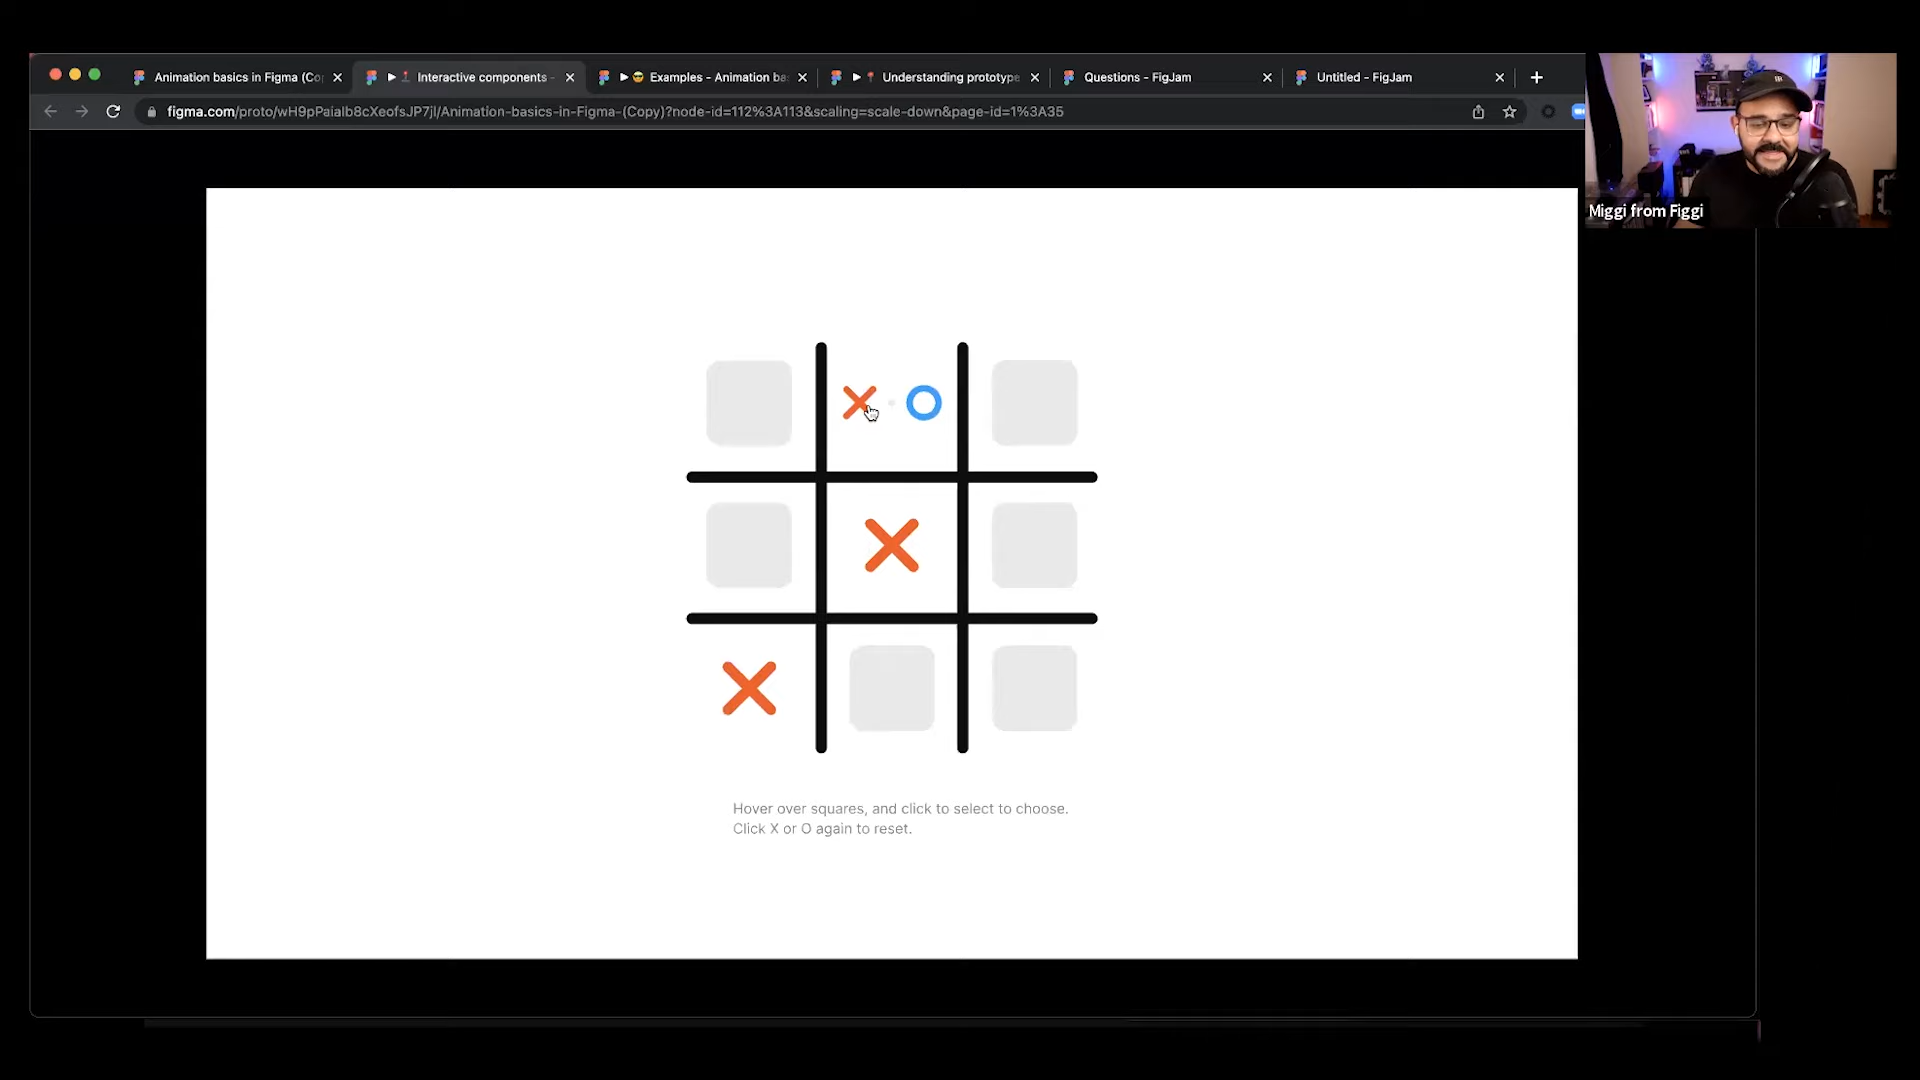 Animation basics in Figma (Co
Interactive components -
Examples - Animation ba
Understanding prototype
Questions - FigJam
Untitled - FigJam
figma.com/proto/wH9pPaialb8cXeofsJP7jl/Animation-basics-in-Figma-(Copy)?node-id=112%3A113&scaling=scale-down&page-id=1%3A35
Miggi from Figgi
Hover over squares, and click to select to choose.
Click X or O again to reset.